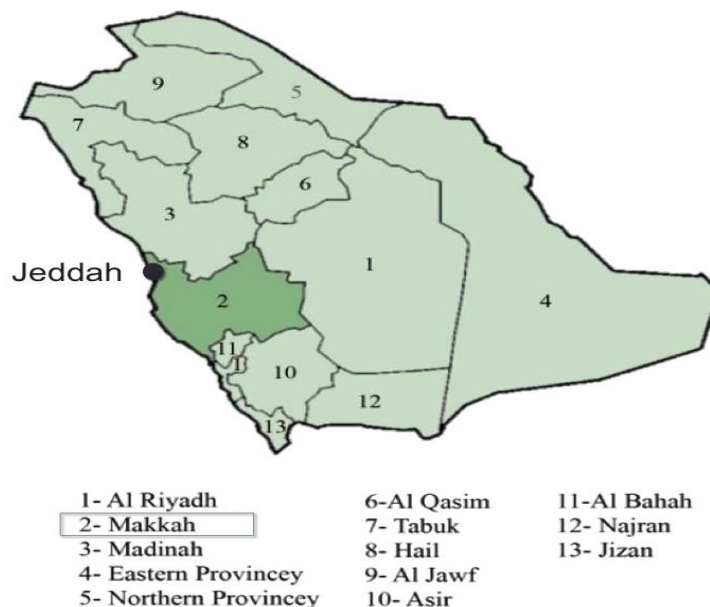 9
5
7
8
6
3
Jeddah
1
2
4
11
1
10
12
13
1- Al Riyadh
2- Makkah
3- Madinah
4- Eastern Provincey
5- Northern Provincey
6-Al Qasim
7- Tabuk
8- Hail
9- Al Jawf
10- Asir
11-Al Bahah
12- Najran
13- Jizan